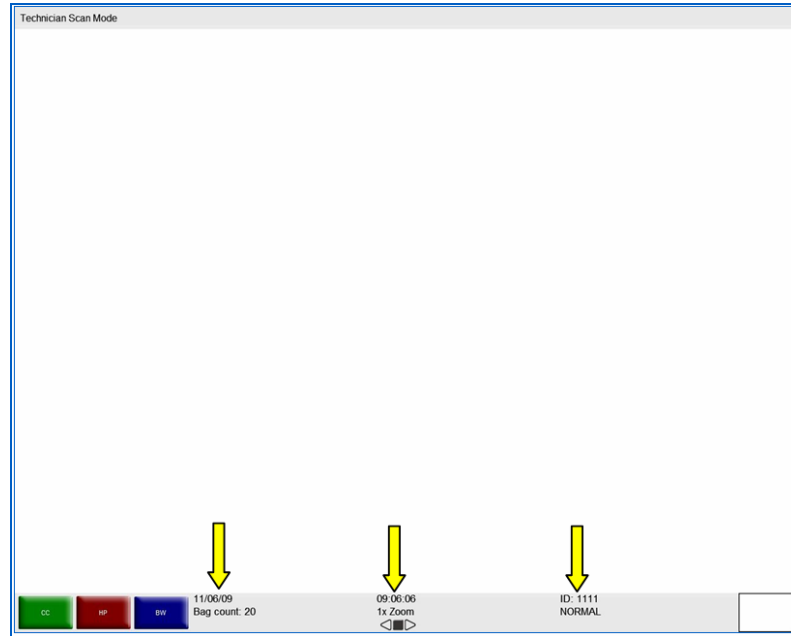 Technician Scan Mode
CC HP BW
11/06/09
Bag count: 20
09:06:06
1x Zoom
ID: 1111
NORMAL